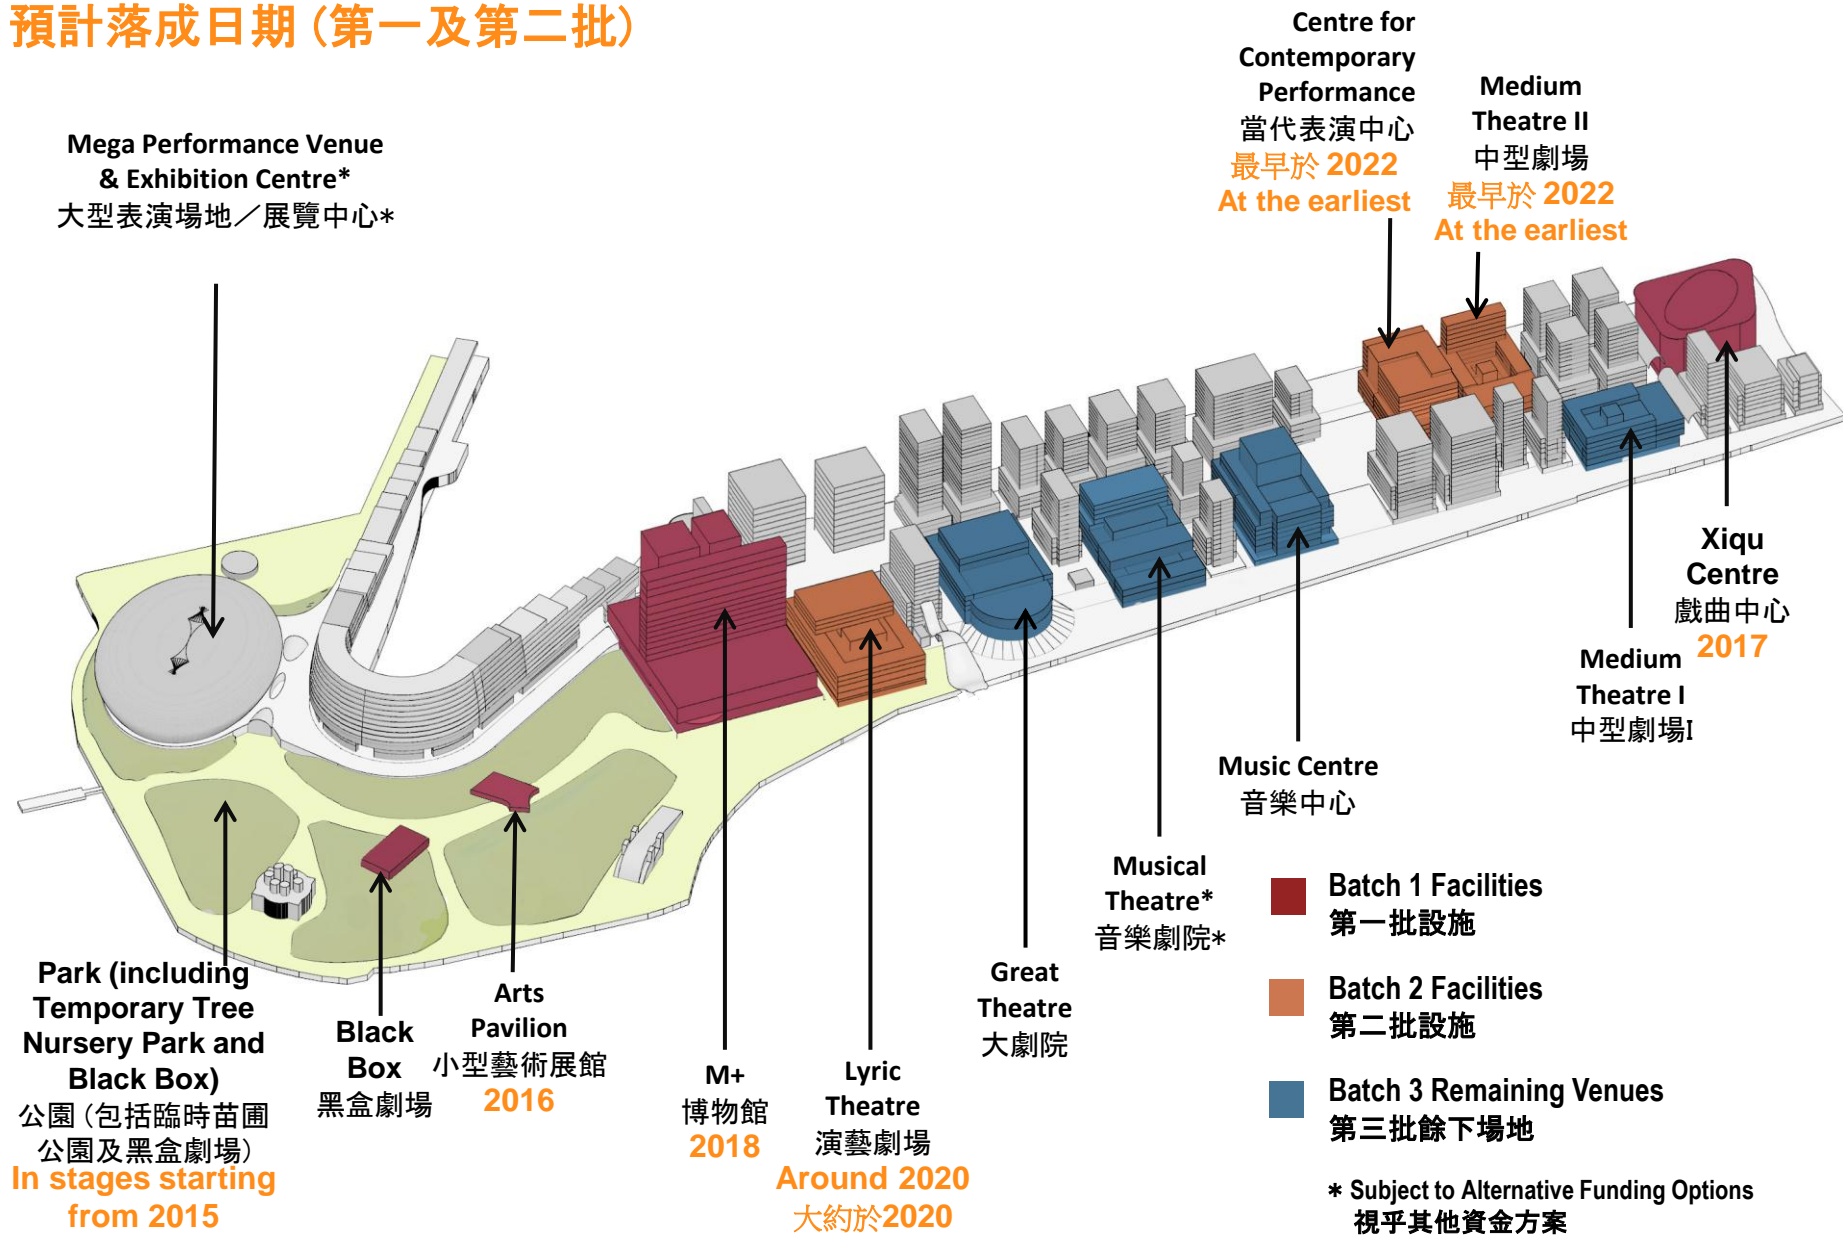 預計落成日期 (第一及第二批)
Mega Performance Venue
& Exhibition Centre*
大型表演場地／展覽中心*
Centre for
Contemporary
Performance
當代表演中心
最早於 2022
At the earliest
Medium
Theatre II
中型劇場
最早於 2022
At the earliest
Xiqu
Centre
戲曲中心
2017
Medium
Theatre I
中型劇場I
Music Centre
音樂中心
Musical
Theatre*
音樂劇院*
Great
Theatre
大劇院
Lyric
Theatre
演藝劇場
Around 2020
大約於2020
M+
博物館
2018
Arts
Pavilion
小型藝術展館
2016
Black
Box
黑盒劇場
Park (including
Temporary Tree
Nursery Park and
Black Box)
公園 (包括臨時苗圃
公園及黑盒劇場)
In stages starting
from 2015
Batch 1 Facilities
第一批設施
Batch 2 Facilities
第二批設施
Batch 3 Remaining Venues
第三批餘下場地
* Subject to Alternative Funding Options
視乎其他資金方案